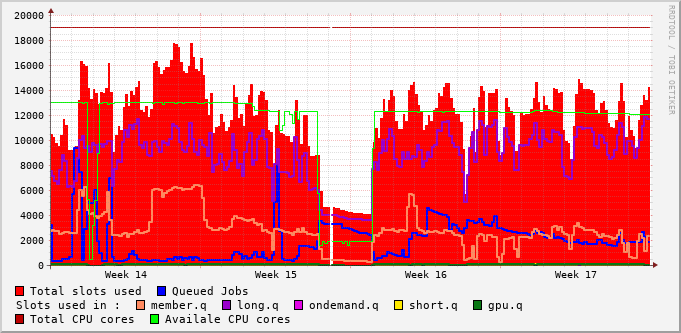 20000
18000
16000
14000
12000
10000
8000
6000
4000
2000
0
Week 14 Week 15 Week 16 Week 17
Total slots used Queued Jobs
Slots used in : member.q long.q ondemand.q short.q gpu.q
Total CPU cores Availale CPU cores
RRDTOOL / TOBI OETIKER